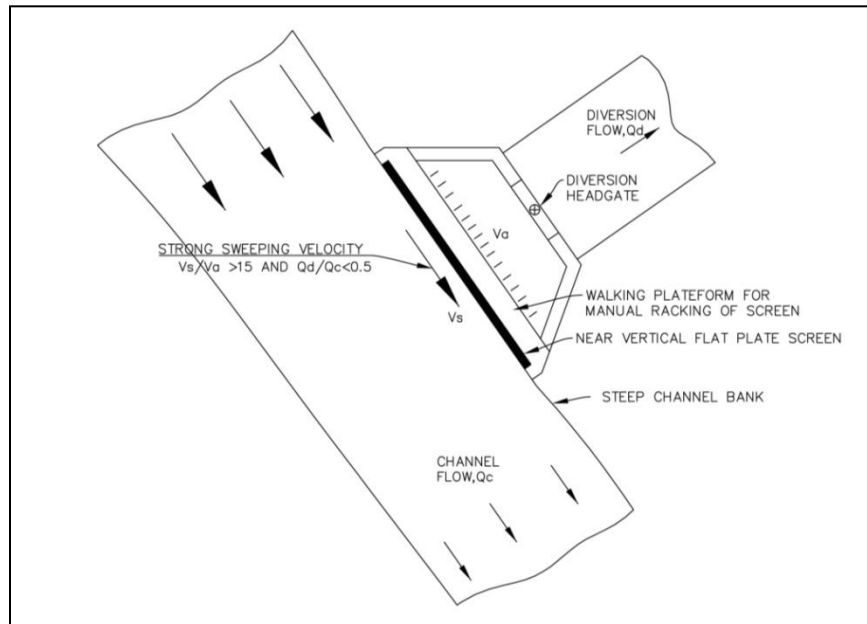 DIVERSION
FLOW,Qd
DIVERSION
HEADGATE
Va
STRONG SWEEPING VELOCITY
Vs/Va >15 AND Qd/Qc<0.5
Vs
WALKING PLATEFORM FOR
MANUAL RACKING OF SCREEN
NEAR VERTICAL FLAT PLATE SCREEN
STEEP CHANNEL BANK
CHANNEL
FLOW,Qc